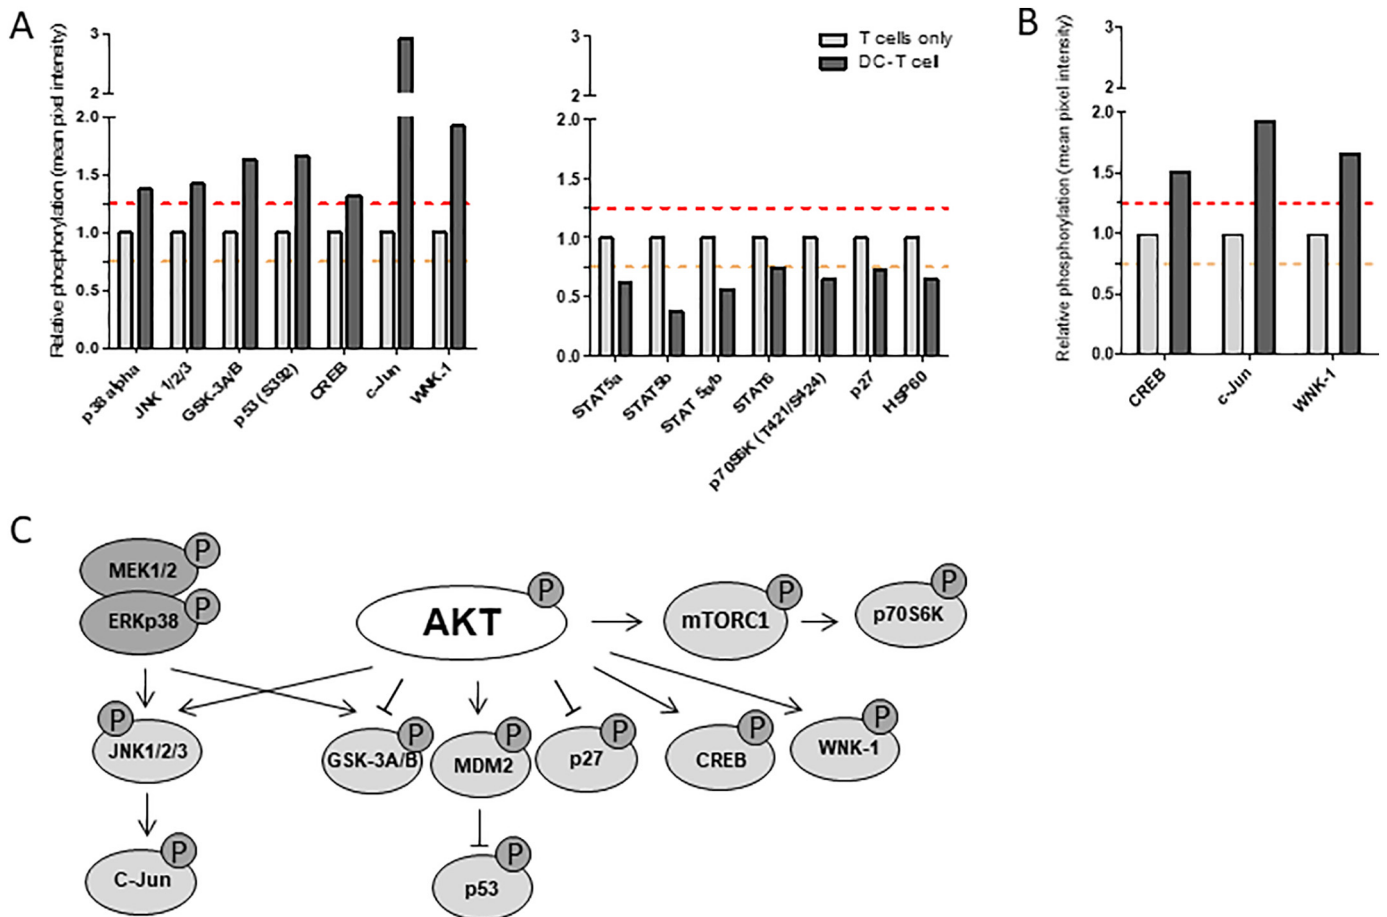 A
Relative phosphorylation (mean pixel intensity)
3
2
2.0
1.5
1.0
0.5
0.0
p38 alpha
JNK 1/2/3
GSK-3A/B
p53 (S392)
CREB
c-Jun
WNK-1
3
2
2.0
1.5
1.0
0.5
0.0
STAT5a
STAT5b
STAT 5a/b
STAT6
p70S6K (T421/S424)
p27
HSP60
T cells only
DC-T cell
B
Relative phosphorylation (mean pixel intensity)
3
2
2.0
1.5
1.0
0.5
0.0
CREB
c-Jun
WNK-1
C
MEK1/2
P
ERKp38
P
AKT
P
mTORC1
P
p70S6K
P
JNK1/2/3
P
GSK-3A/B
P
MDM2
P
p27
P
CREB
P
WNK-1
P
C-Jun
P
p53
P